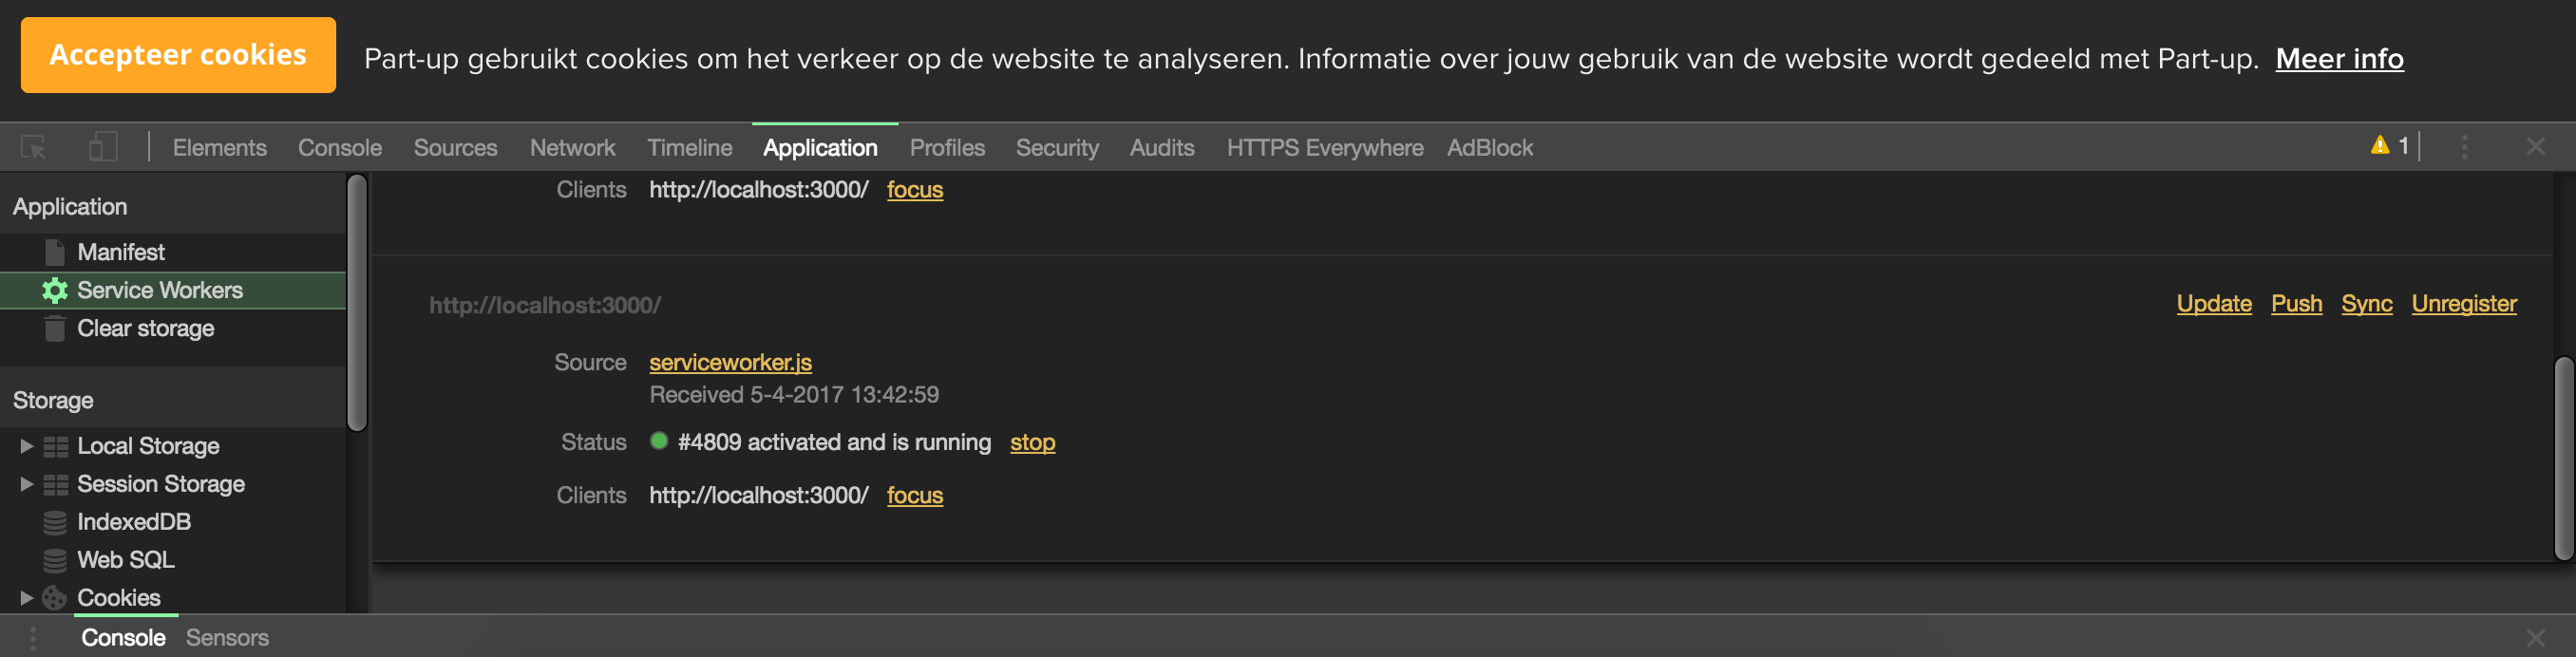 Accepteer cookies Part-up gebruikt cookies om het verkeer op de website te analyseren. Informatie over jouw gebruik van de website wordt gedeeld met Part-up. Meer info
Elements Console Sources Network Timeline Application Profiles Security Audits HTTPS Everywhere AdBlock 1
Application
Manifest
Service Workers
Clear storage
Storage
Local Storage
Session Storage
IndexedDB
Web SQL
Cookies
Clients http://localhost:3000/ focus
http://localhost:3000/ Update Push Sync Unregister
Source serviceworker.js
Received 5-4-2017 13:42:59
Status #4809 activated and is running stop
Clients http://localhost:3000/ focus
Console Sensors